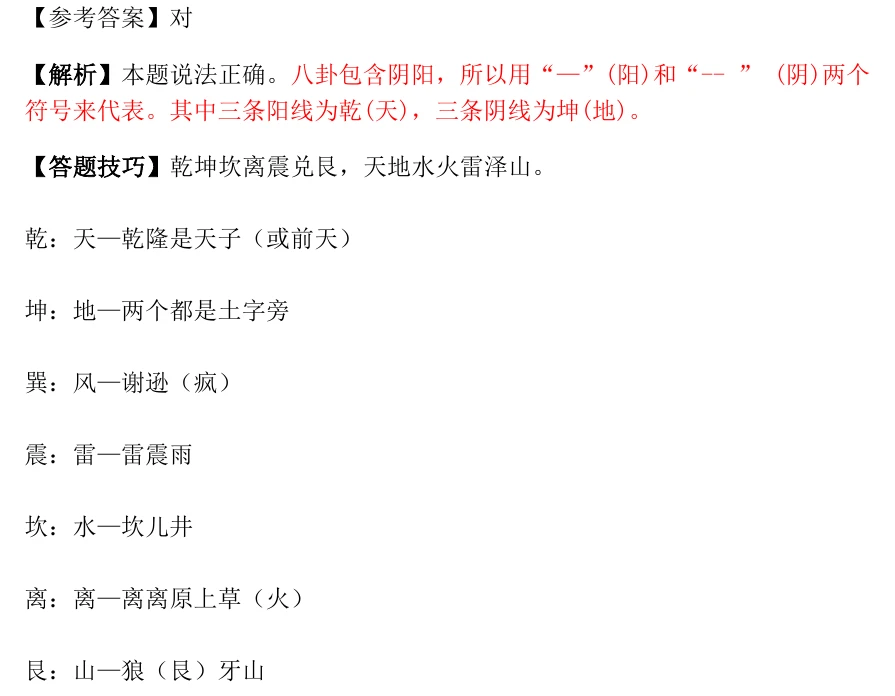 【参考答案】对
【解析】本题说法正确。八卦包含阴阳，所以用“—”(阳)和“-- ” (阴)两个
符号来代表。其中三条阳线为乾(天)，三条阴线为坤(地)。
【答题技巧】乾坤坎离震兑艮，天地水火雷泽山。
乾：天—乾隆是天子（或前天）
坤：地—两个都是土字旁
巽：风—谢逊（疯）
震：雷—雷震雨
坎：水—坎儿井
离：离—离离原上草（火）
艮：山—狼（艮）牙山